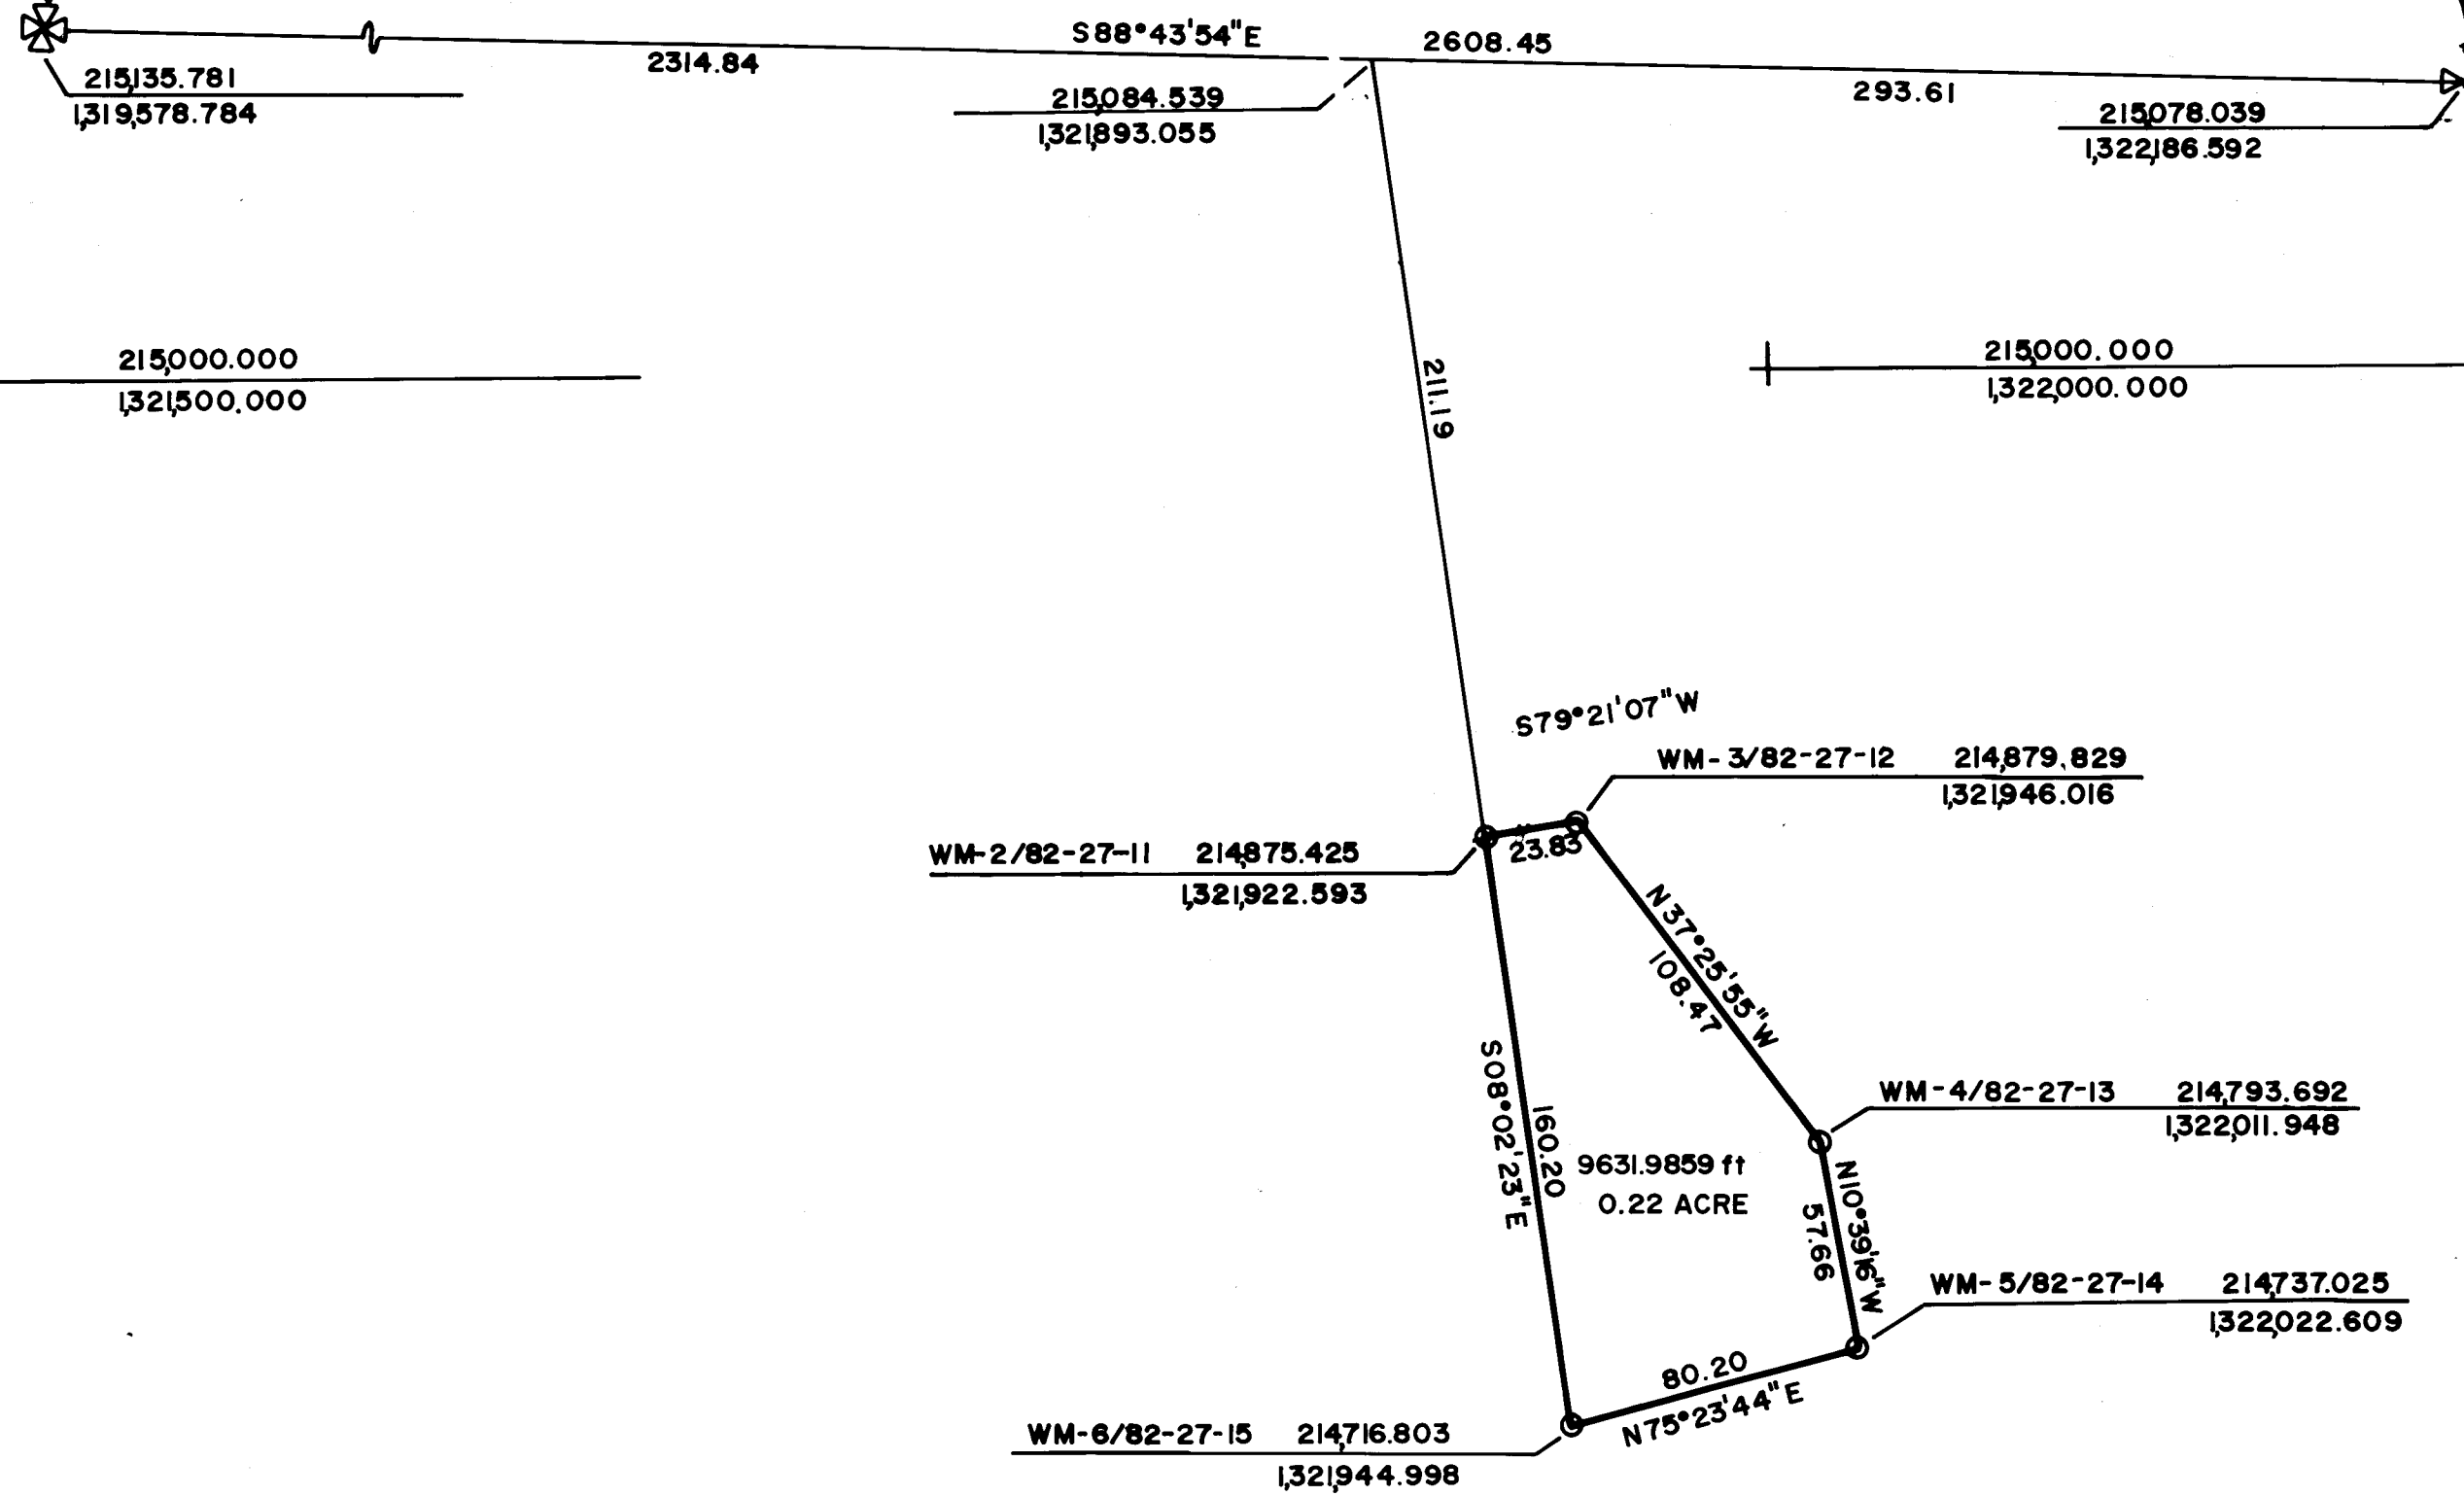 S88°43'54"E
2608.45
2314.84
293.61
215,135.781
1,319,578.784
215,084.539
1,321,893.055
215,078.039
1,322,186.592
215,000.000
1,321,500.000
215,000.000
1,322,000.000
211.19
S79°21'07"W
WM-3/82-27-12 214,879.829
1,321,946.016
23.83
WM-2/82-27-11 214,875.425
1,321,922.593
N37°25'55"W
108.47
S08°02'23"E
160.20
9631.9859 ft
0.22 ACRE
WM-4/82-27-13 214,793.692
1,322,011.948
N10°39'16"W
57.66
WM-5/82-27-14 214,737.025
1,322,022.609
80.20
N75°23'44"E
WM-6/82-27-15 214,716.803
1,321,944.998